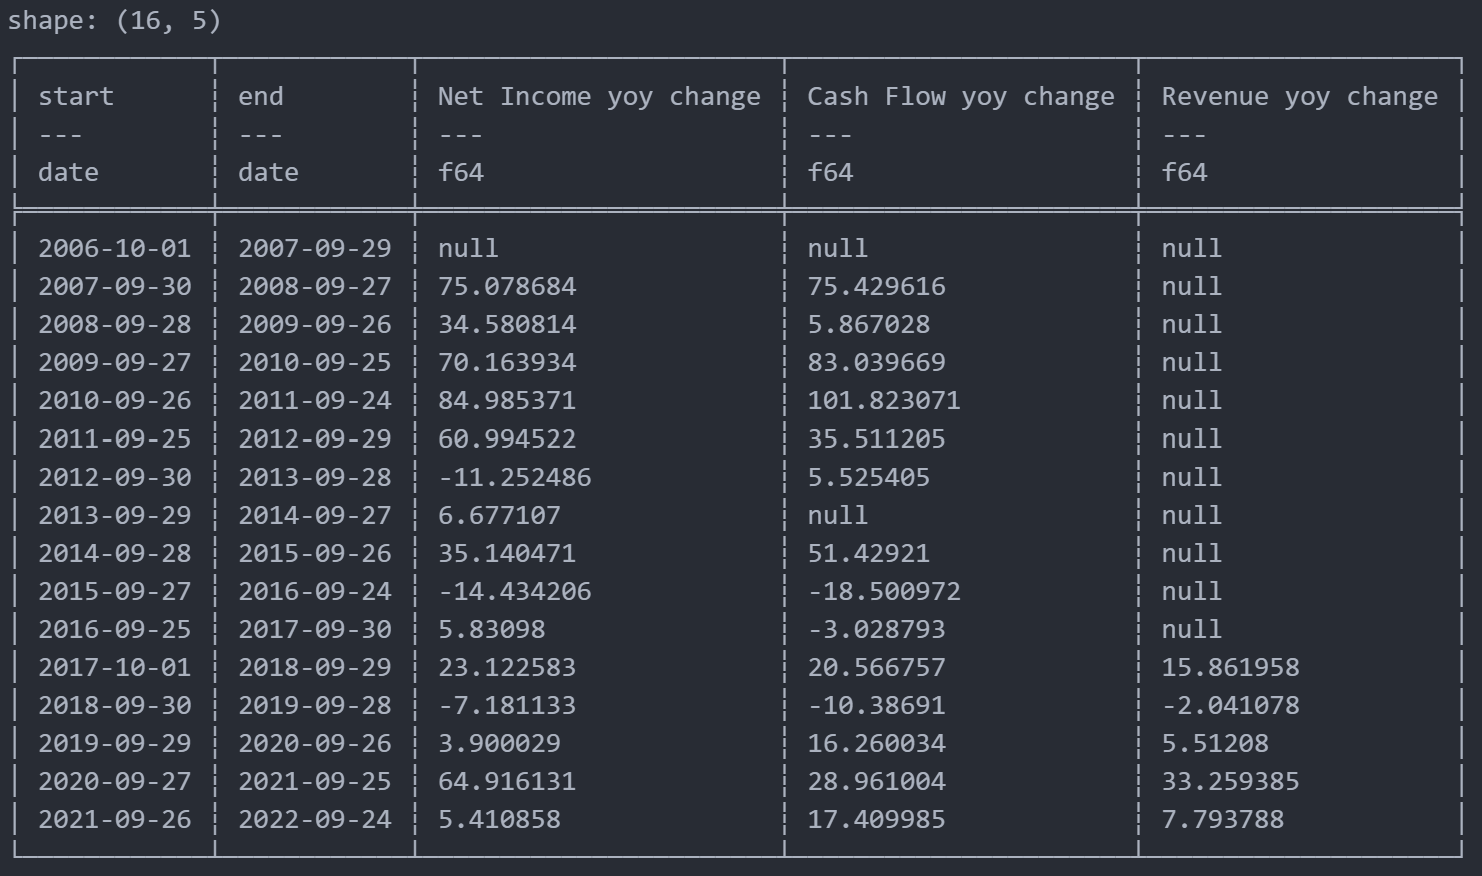 shape: (16, 5)
start ┆ end ┆ Net Income yoy change ┆ Cash Flow yoy change ┆ Revenue yoy change
--- ┆ --- ┆ --- ┆ --- ┆ ---
date ┆ date ┆ f64 ┆ f64 ┆ f64
2006-10-01 ┆ 2007-09-29 ┆ null ┆ null ┆ null
2007-09-30 ┆ 2008-09-27 ┆ 75.078684 ┆ 75.429616 ┆ null
2008-09-28 ┆ 2009-09-26 ┆ 34.580814 ┆ 5.867028 ┆ null
2009-09-27 ┆ 2010-09-25 ┆ 70.163934 ┆ 83.039669 ┆ null
2010-09-26 ┆ 2011-09-24 ┆ 84.985371 ┆ 101.823071 ┆ null
2011-09-25 ┆ 2012-09-29 ┆ 60.994522 ┆ 35.511205 ┆ null
2012-09-30 ┆ 2013-09-28 ┆ -11.252486 ┆ 5.525405 ┆ null
2013-09-29 ┆ 2014-09-27 ┆ 6.677107 ┆ null ┆ null
2014-09-28 ┆ 2015-09-26 ┆ 35.140471 ┆ 51.42921 ┆ null
2015-09-27 ┆ 2016-09-24 ┆ -14.434206 ┆ -18.500972 ┆ null
2016-09-25 ┆ 2017-09-30 ┆ 5.83098 ┆ -3.028793 ┆ null
2017-10-01 ┆ 2018-09-29 ┆ 23.122583 ┆ 20.566757 ┆ 15.861958
2018-09-30 ┆ 2019-09-28 ┆ -7.181133 ┆ -10.38691 ┆ -2.041078
2019-09-29 ┆ 2020-09-26 ┆ 3.900029 ┆ 16.260034 ┆ 5.51208
2020-09-27 ┆ 2021-09-25 ┆ 64.916131 ┆ 28.961004 ┆ 33.259385
2021-09-26 ┆ 2022-09-24 ┆ 5.410858 ┆ 17.409985 ┆ 7.793788